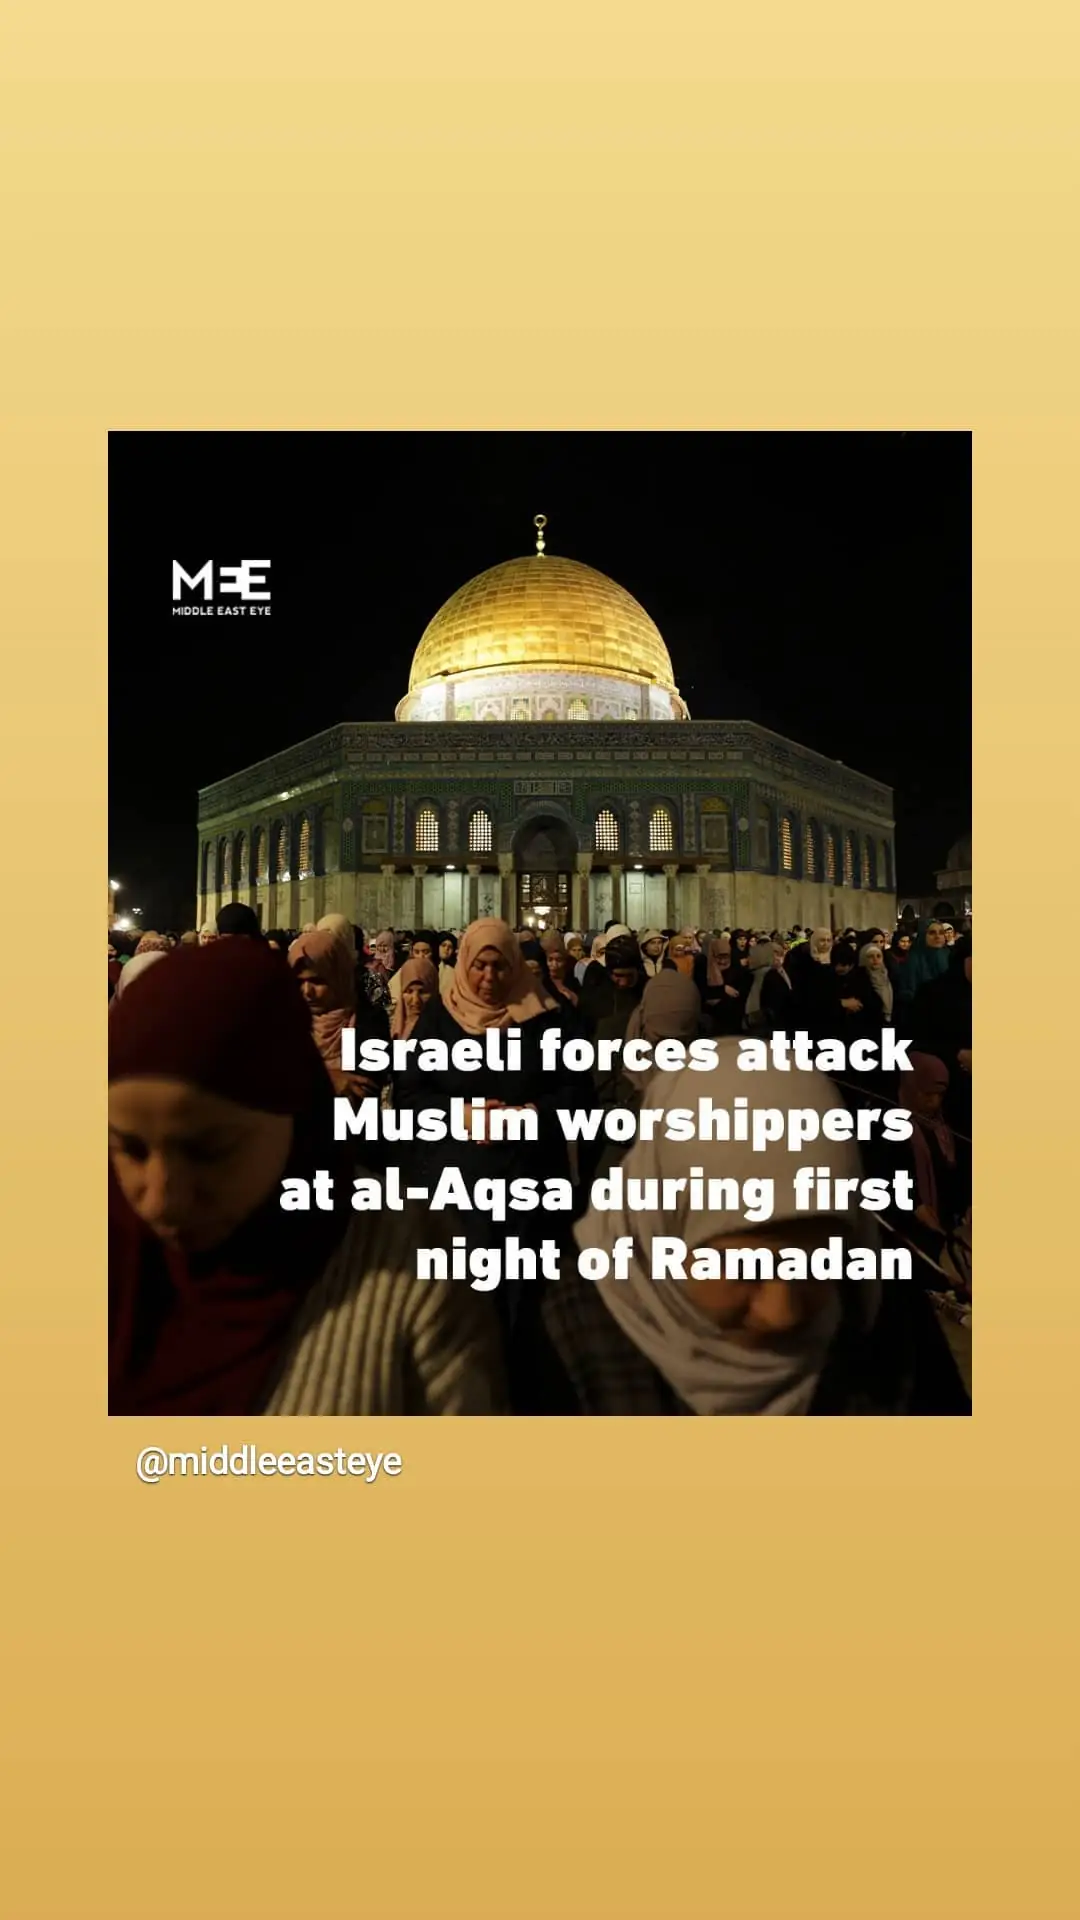 MEE
MIDDLE EAST EYE
Israeli forces attack
Muslim worshippers
at al-Aqsa during first
night of Ramadan
@middleeasteye